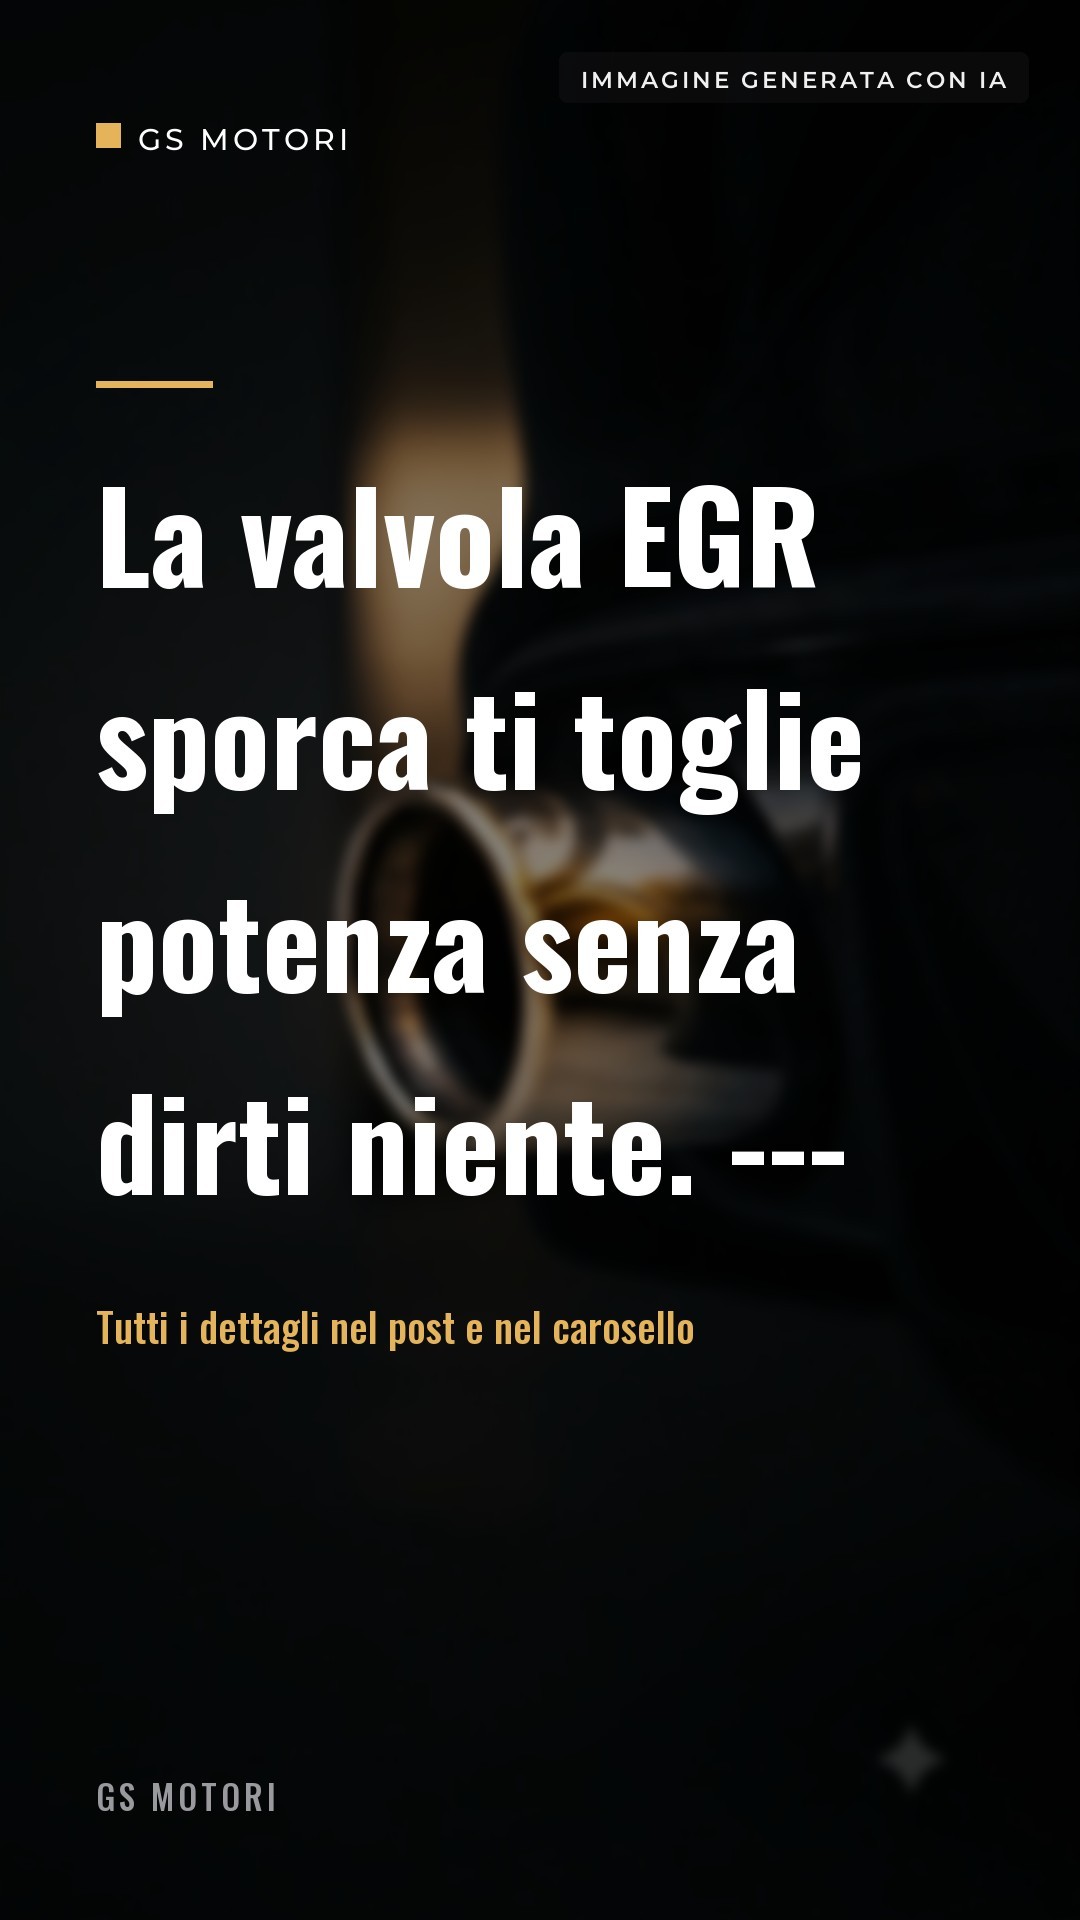 IMMAGINE GENERATA CON IA
GS MOTORI
La valvola EGR
sporca ti toglie
potenza senza
dirti niente. ---
Tutti i dettagli nel post e nel carosello
GS MOTORI